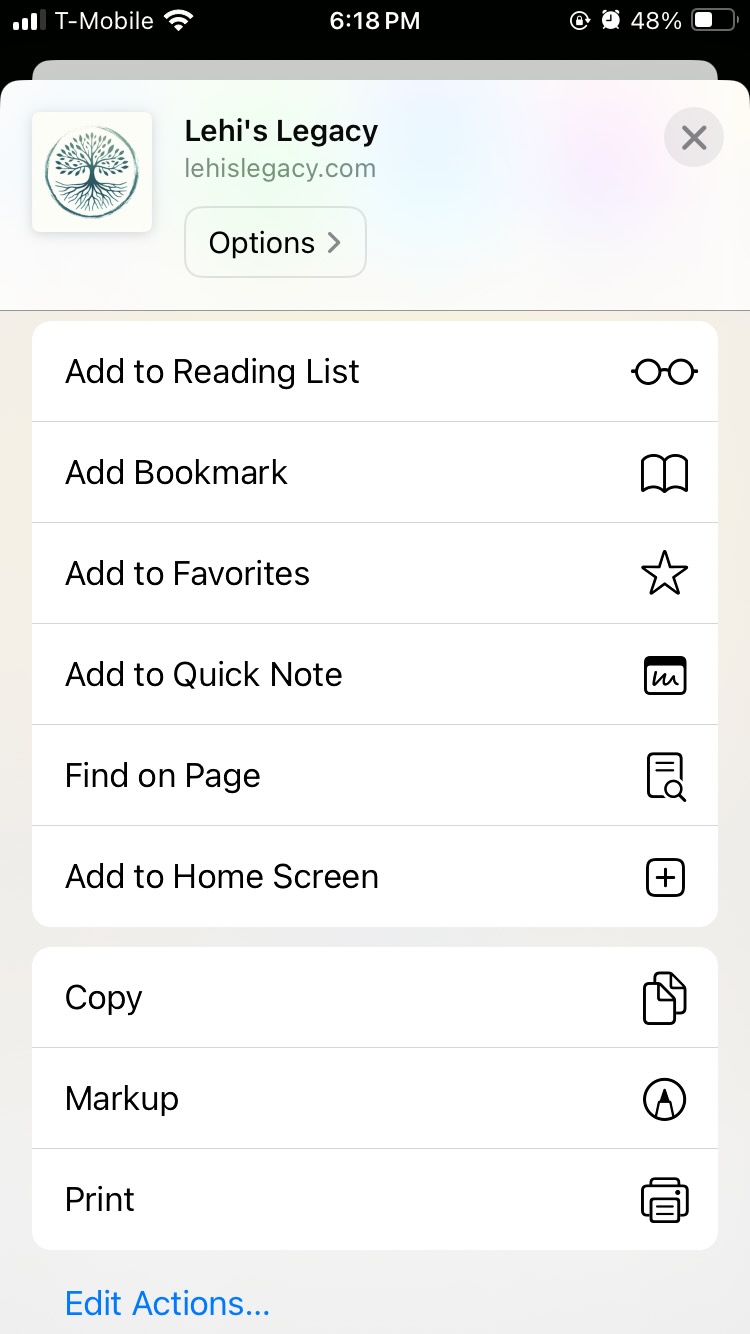 T-Mobile 6:18 PM 48%
Lehi's Legacy
lehislegacy.com
Options
Add to Reading List
Add Bookmark
Add to Favorites
Add to Quick Note
Find on Page
Add to Home Screen
Copy
Markup
Print
Edit Actions...